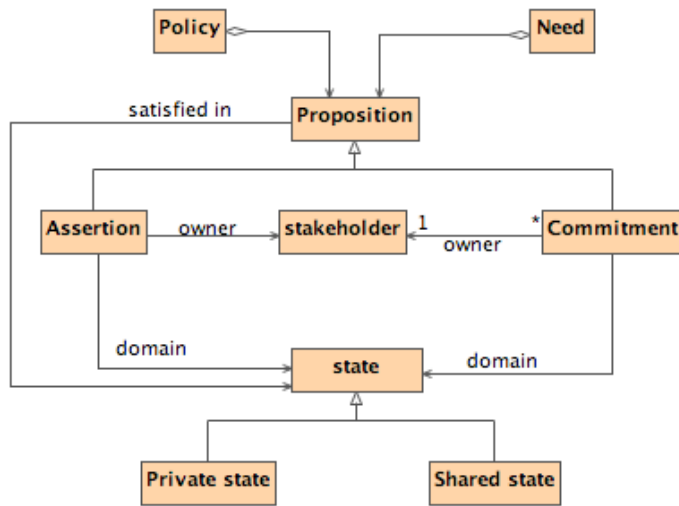 Policy
Need
satisfied in
Proposition
Assertion
owner
stakeholder
1
*
owner
Commitment
domain
state
domain
Private state
Shared state